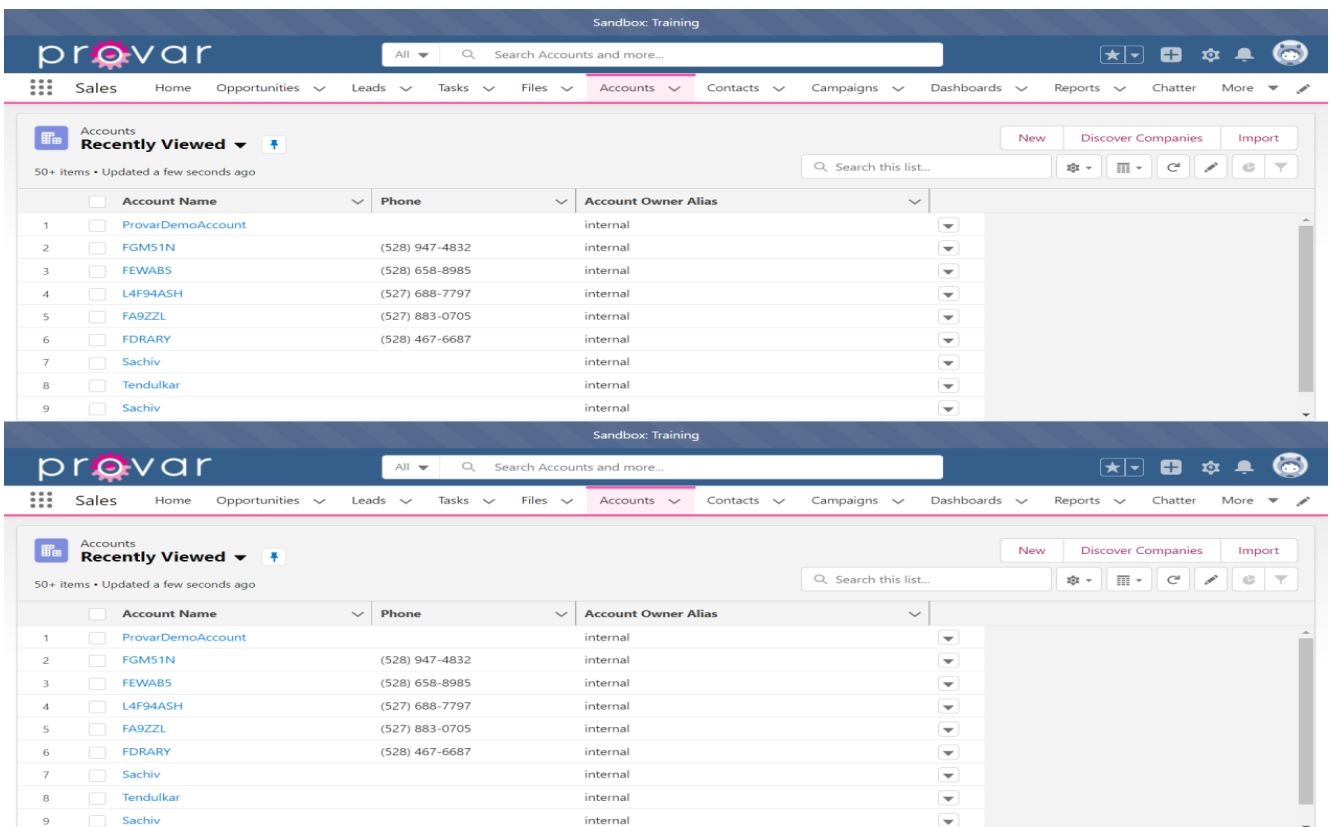 Sandbox: Training
provar
All Search Accounts and more...
Sales Home Opportunities Leads Tasks Files Accounts Contacts Campaigns Dashboards Reports Chatter More
Accounts
Recently Viewed
New Discover Companies Import
50+ items • Updated a few seconds ago
Search this list...
Account Name Phone Account Owner Alias
1 ProvarDemoAccount internal
2 FGM51N (528) 947-4832 internal
3 FEWAB5 (528) 658-8985 internal
4 L4F94ASH (527) 688-7797 internal
5 FA9ZZL (527) 883-0705 internal
6 FDRARY (528) 467-6687 internal
7 Sachiv internal
8 Tendulkar internal
9 Sachiv internal
Sandbox: Training
provar
All Search Accounts and more...
Sales Home Opportunities Leads Tasks Files Accounts Contacts Campaigns Dashboards Reports Chatter More
Accounts
Recently Viewed
New Discover Companies Import
50+ items • Updated a few seconds ago
Search this list...
Account Name Phone Account Owner Alias
1 ProvarDemoAccount internal
2 FGM51N (528) 947-4832 internal
3 FEWAB5 (528) 658-8985 internal
4 L4F94ASH (527) 688-7797 internal
5 FA9ZZL (527) 883-0705 internal
6 FDRARY (528) 467-6687 internal
7 Sachiv internal
8 Tendulkar internal
9 Sachiv internal